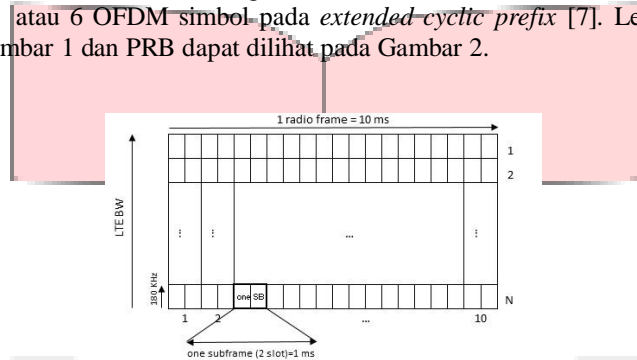 atau 6 OFDM simbol pada extended cyclic prefix [7]. Le
mbar 1 dan PRB dapat dilihat pada Gambar 2.
1 radio frame = 10 ms
1
2
LTE BW
⋮ ⋮ ... ⋮
180 KHz
one SB
N
1 2 ... 10
one subframe (2 slot)=1 ms